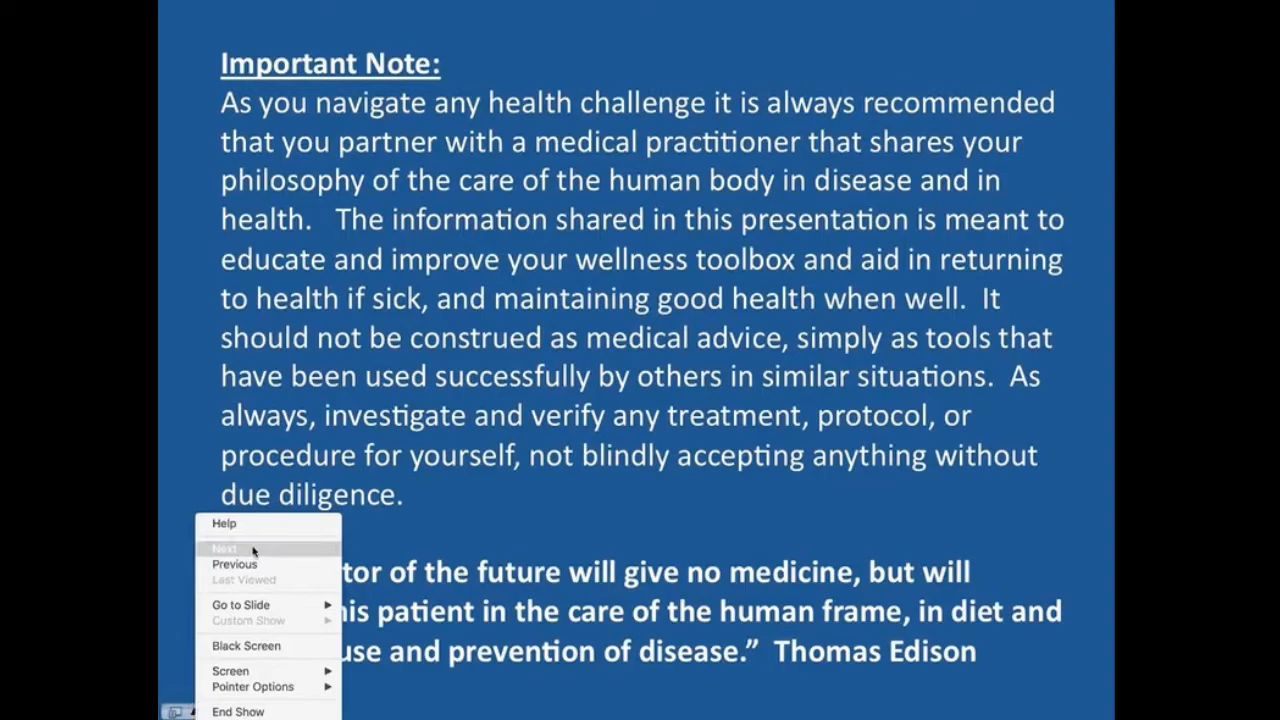 Important Note:
As you navigate any health challenge it is always recommended
that you partner with a medical practitioner that shares your
philosophy of the care of the human body in disease and in
health.   The information shared in this presentation is meant to
educate and improve your wellness toolbox and aid in returning
to health if sick, and maintaining good health when well.  It
should not be construed as medical advice, simply as tools that
have been used successfully by others in similar situations.  As
always, investigate and verify any treatment, protocol, or
procedure for yourself, not blindly accepting anything without
due diligence.
tor of the future will give no medicine, but will
his patient in the care of the human frame, in diet and
use and prevention of disease.”  Thomas Edison
Help
Next
Previous
Last Viewed
Go to Slide
Custom Show
Black Screen
Screen
Pointer Options
End Show